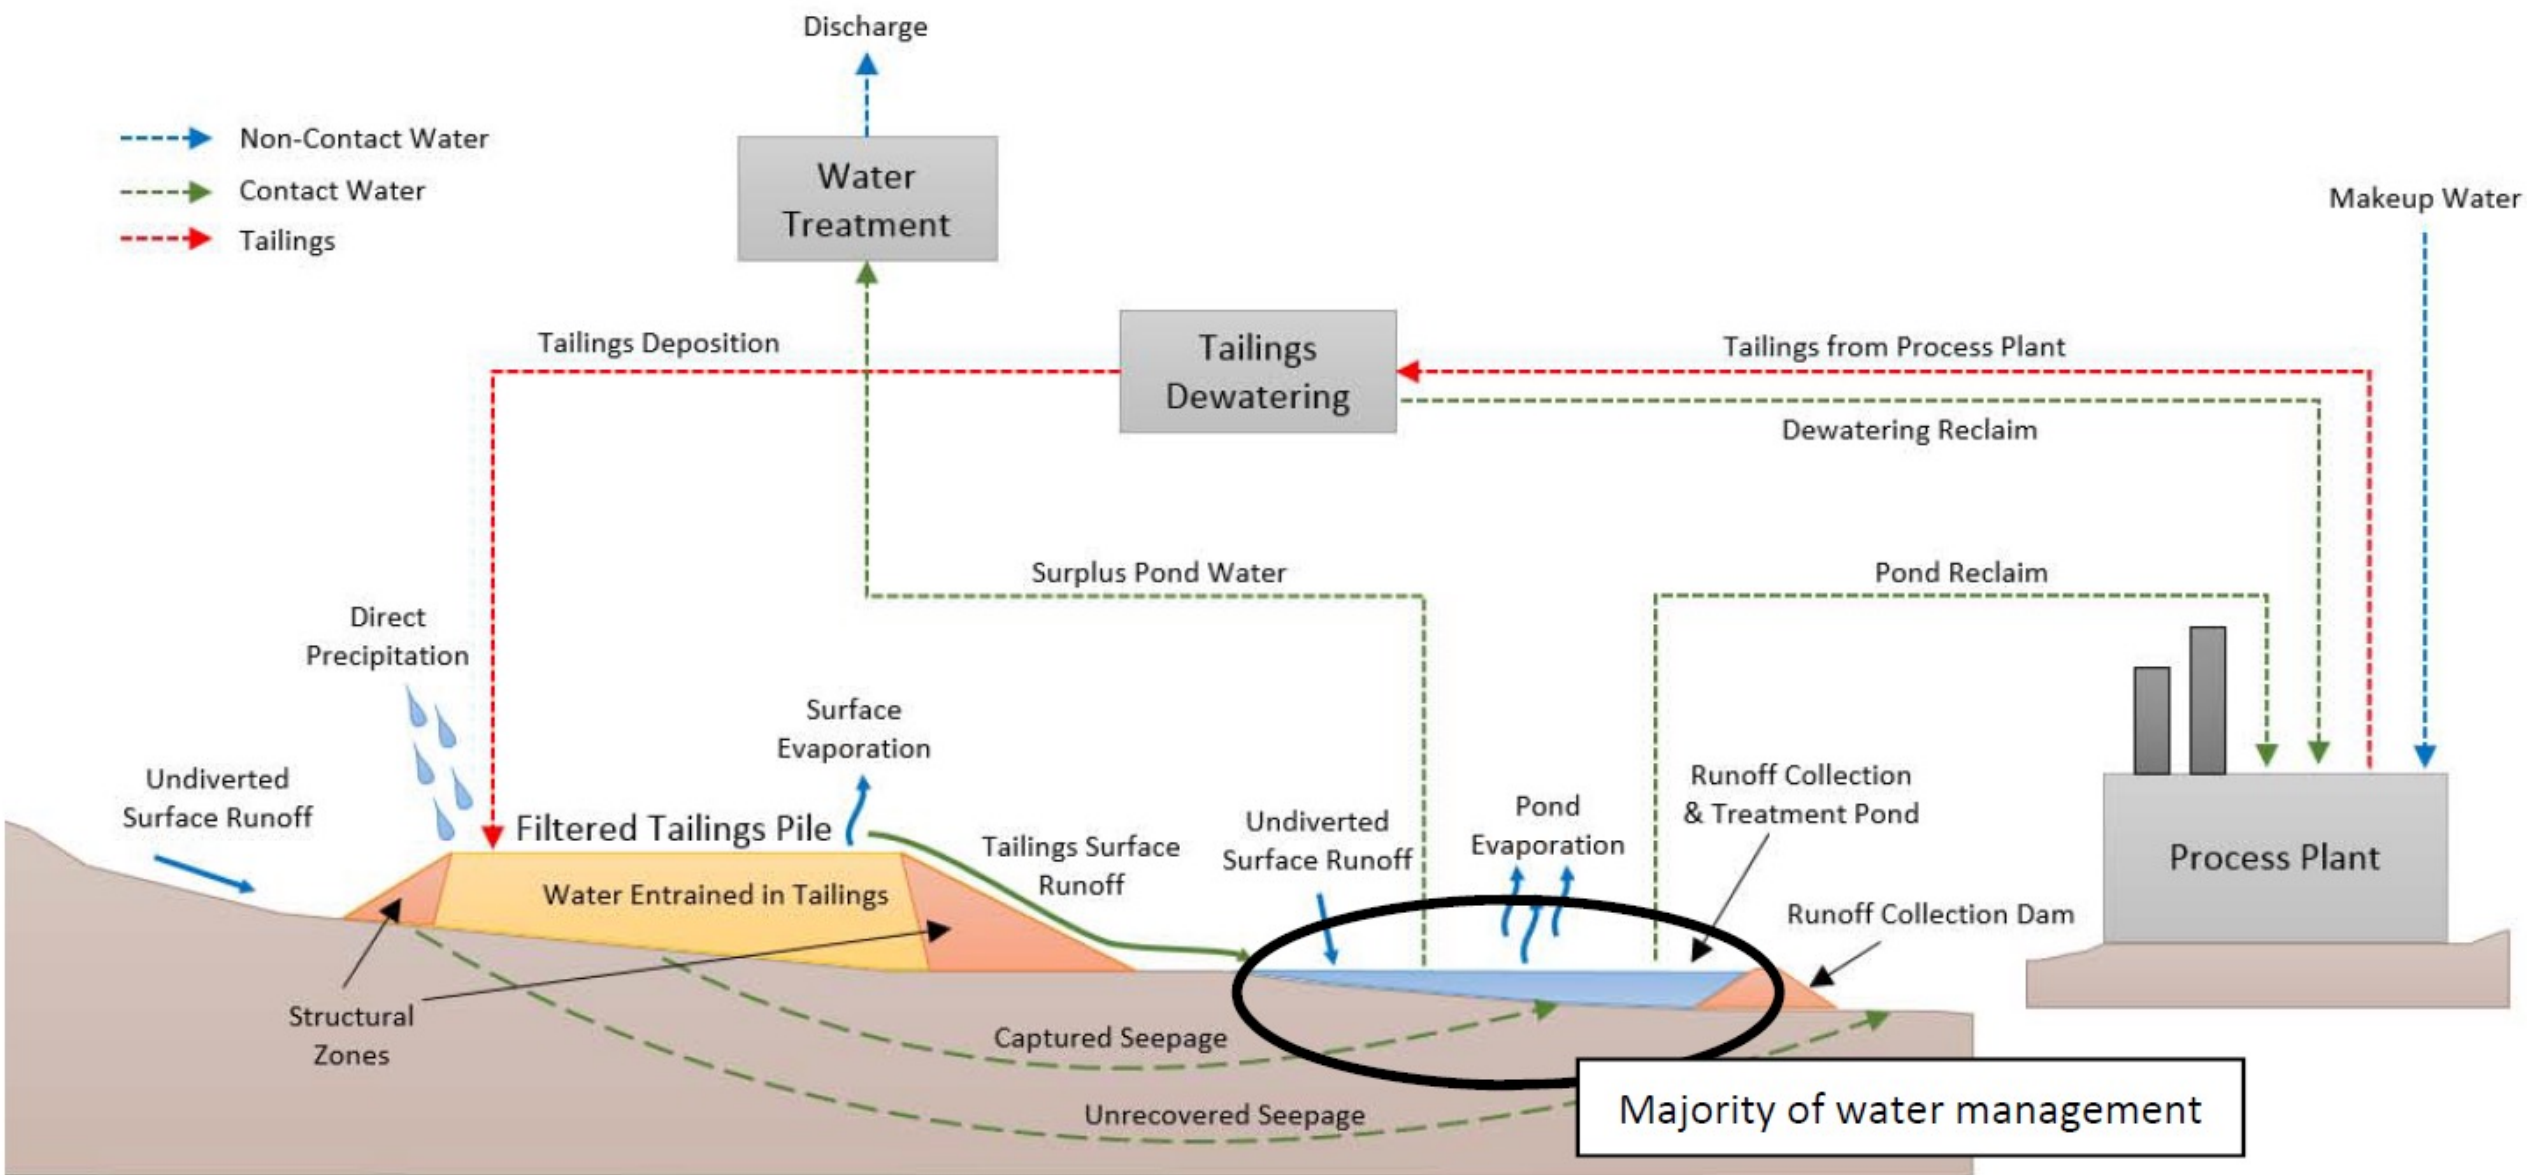 Discharge
Non-Contact Water
Contact Water
Tailings
Water
Treatment
Makeup Water
Tailings Deposition
Tailings
Dewatering
Tailings from Process Plant
Dewatering Reclaim
Surplus Pond Water
Pond Reclaim
Direct
Precipitation
Surface
Evaporation
Undiverted
Surface Runoff
Filtered Tailings Pile
Water Entrained in Tailings
Tailings Surface
Runoff
Undiverted
Surface Runoff
Pond
Evaporation
Runoff Collection
& Treatment Pond
Process Plant
Runoff Collection Dam
Structural
Zones
Captured Seepage
Unrecovered Seepage
Majority of water management